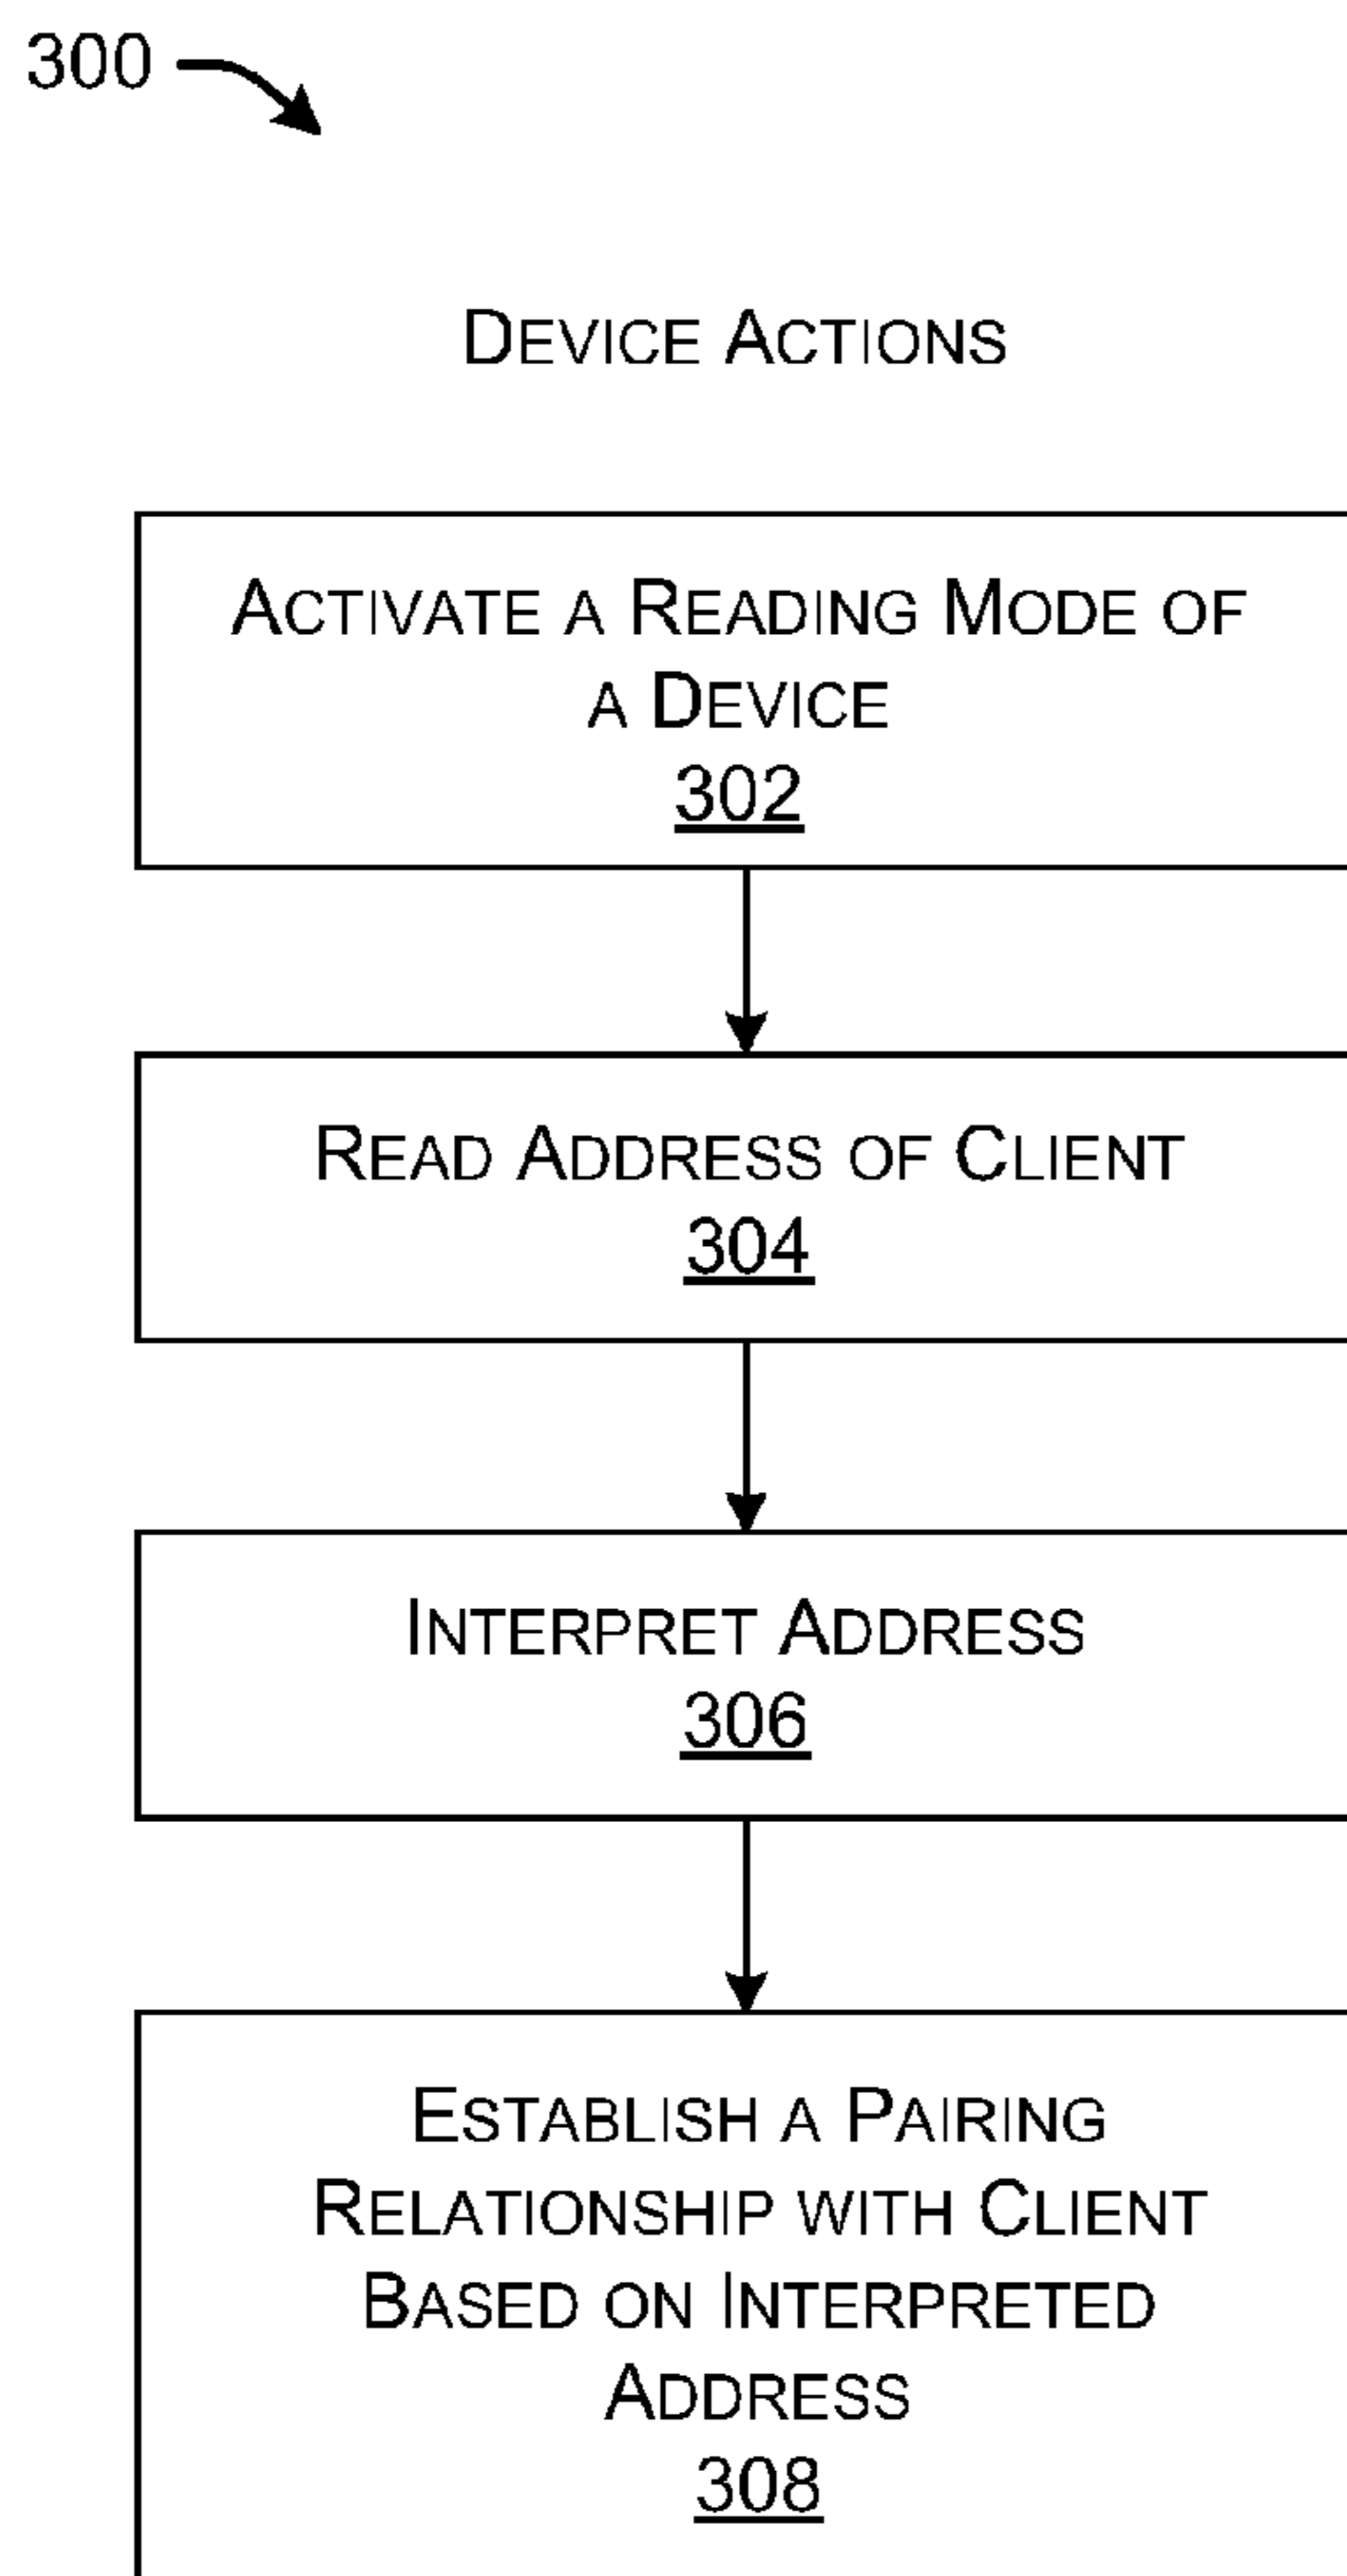 300
DEVICE ACTIONS
ACTIVATE A READING MODE OF
A DEVICE
302
READ ADDRESS OF CLIENT
304
INTERPRET ADDRESS
306
ESTABLISH A PAIRING
RELATIONSHIP WITH CLIENT
BASED ON INTERPRETED
ADDRESS
308